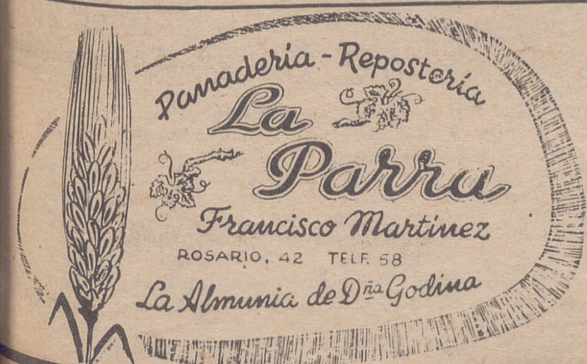 Panadería - Repostería
La
Parra
Francisco Martínez
ROSARIO, 42 TELF. 58
La Almunia de Dña Godina